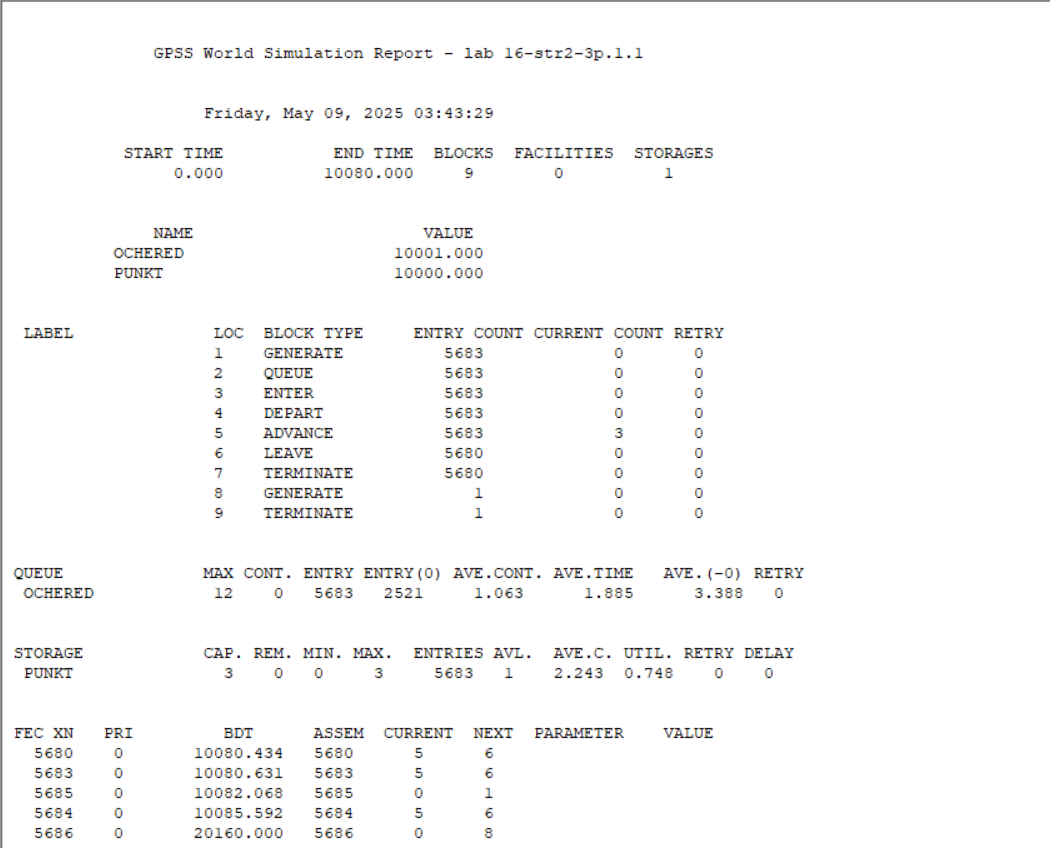 GPSS World Simulation Report - lab 16-str2-3p.1.1
Friday, May 09, 2025 03:43:29
START TIME END TIME BLOCKS FACILITIES STORAGES
0.000 10080.000 9 0 1
NAME VALUE
OCHERED 10001.000
PUNKT 10000.000
LABEL LOC BLOCK TYPE ENTRY COUNT CURRENT COUNT RETRY
1 GENERATE 5683 0 0
2 QUEUE 5683 0 0
3 ENTER 5683 0 0
4 DEPART 5683 0 0
5 ADVANCE 5683 3 0
6 LEAVE 5680 0 0
7 TERMINATE 5680 0 0
8 GENERATE 1 0 0
9 TERMINATE 1 0 0
QUEUE MAX CONT. ENTRY ENTRY(0) AVE.CONT. AVE.TIME AVE.(-0) RETRY
OCHERED 12 0 5683 2521 1.063 1.885 3.388 0
STORAGE CAP. REM. MIN. MAX. ENTRIES AVL. AVE.C. UTIL. RETRY DELAY
PUNKT 3 0 0 3 5683 1 2.243 0.748 0 0
FEC XN PRI BDT ASSEM CURRENT NEXT PARAMETER VALUE
5680 0 10080.434 5680 5 6
5683 0 10080.631 5683 5 6
5685 0 10082.068 5685 0 1
5684 0 10085.592 5684 5 6
5686 0 20160.000 5686 0 8